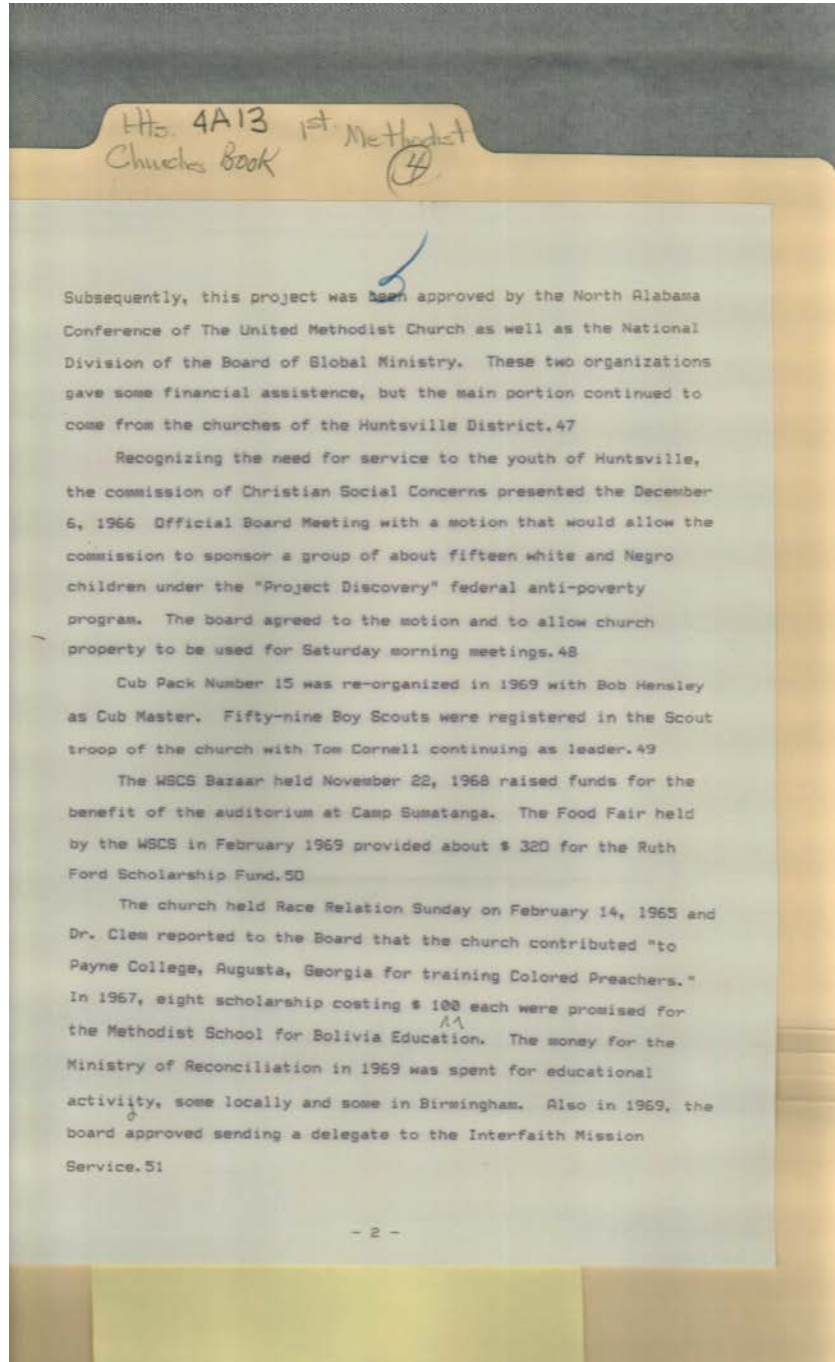 Hts. 4A13 1st Methodist
Churches Book
4
Subsequently, this project was been approved by the North Alabama
Conference of The United Methodist Church as well as the National
Division of the Board of Global Ministry. These two organizations
gave some financial assistence, but the main portion continued to
come from the churches of the Huntsville District.47
Recognizing the need for service to the youth of Huntsville,
the commission of Christian Social Concerns presented the December
6, 1966 Official Board Meeting with a motion that would allow the
commission to sponsor a group of about fifteen white and Negro
children under the "Project Discovery" federal anti-poverty
program. The board agreed to the motion and to allow church
property to be used for Saturday morning meetings.48
Cub Pack Number 15 was re-organized in 1969 with Bob Hensley
as Cub Master. Fifty-nine Boy Scouts were registered in the Scout
troop of the church with Tom Cornell continuing as leader.49
The WSCS Bazaar held November 22, 1968 raised funds for the
benefit of the auditorium at Camp Sumatanga. The Food Fair held
by the WSCS in February 1969 provided about $ 320 for the Ruth
Ford Scholarship Fund.50
The church held Race Relation Sunday on February 14, 1965 and
Dr. Clem reported to the Board that the church contributed "to
Payne College, Augusta, Georgia for training Colored Preachers."
In 1967, eight scholarship costing $ 100 each were promised for
the Methodist School for Bolivia Education. The money for the
Ministry of Reconciliation in 1969 was spent for educational
activiity, some locally and some in Birmingham. Also in 1969, the
board approved sending a delegate to the Interfaith Mission
Service.51
- 2 -